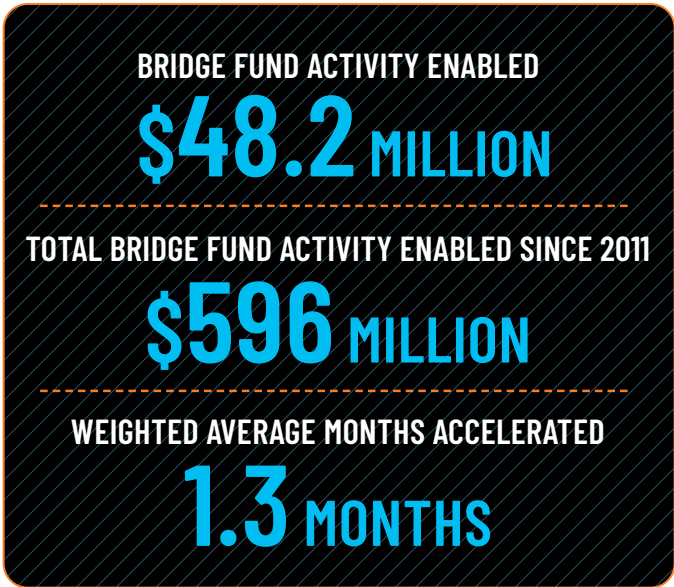 BRIDGE FUND ACTIVITY ENABLED
$48.2 MILLION
TOTAL BRIDGE FUND ACTIVITY ENABLED SINCE 2011
$596 MILLION
WEIGHTED AVERAGE MONTHS ACCELERATED
1.3 MONTHS